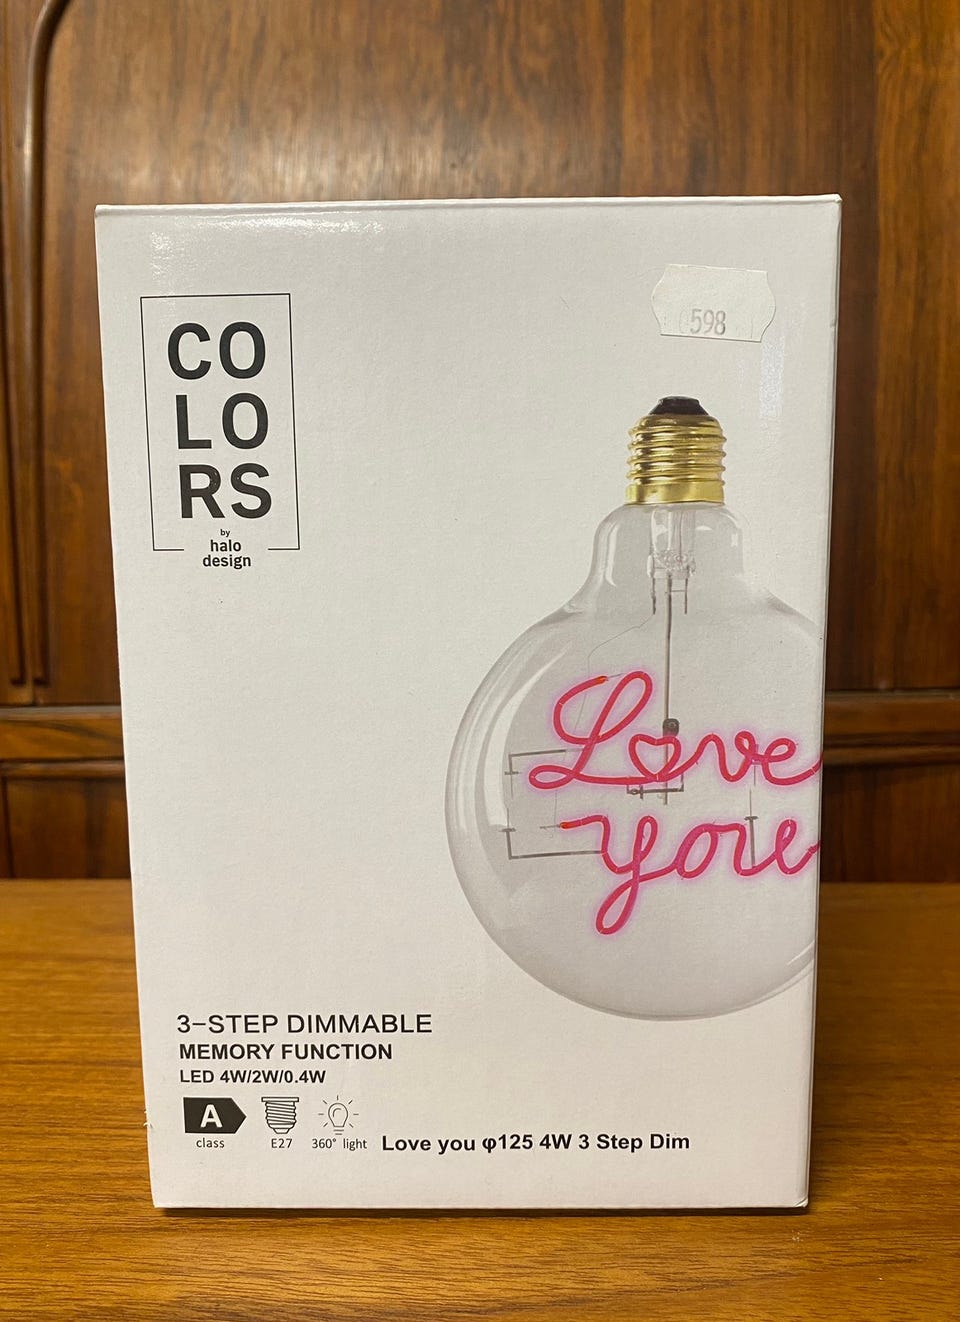 CO
LO
RS
by
halo
design
598
Love
you
3-STEP DIMMABLE
MEMORY FUNCTION
LED 4W/2W/0.4W
A
class
E27
360° light
Love you φ125 4W 3 Step Dim